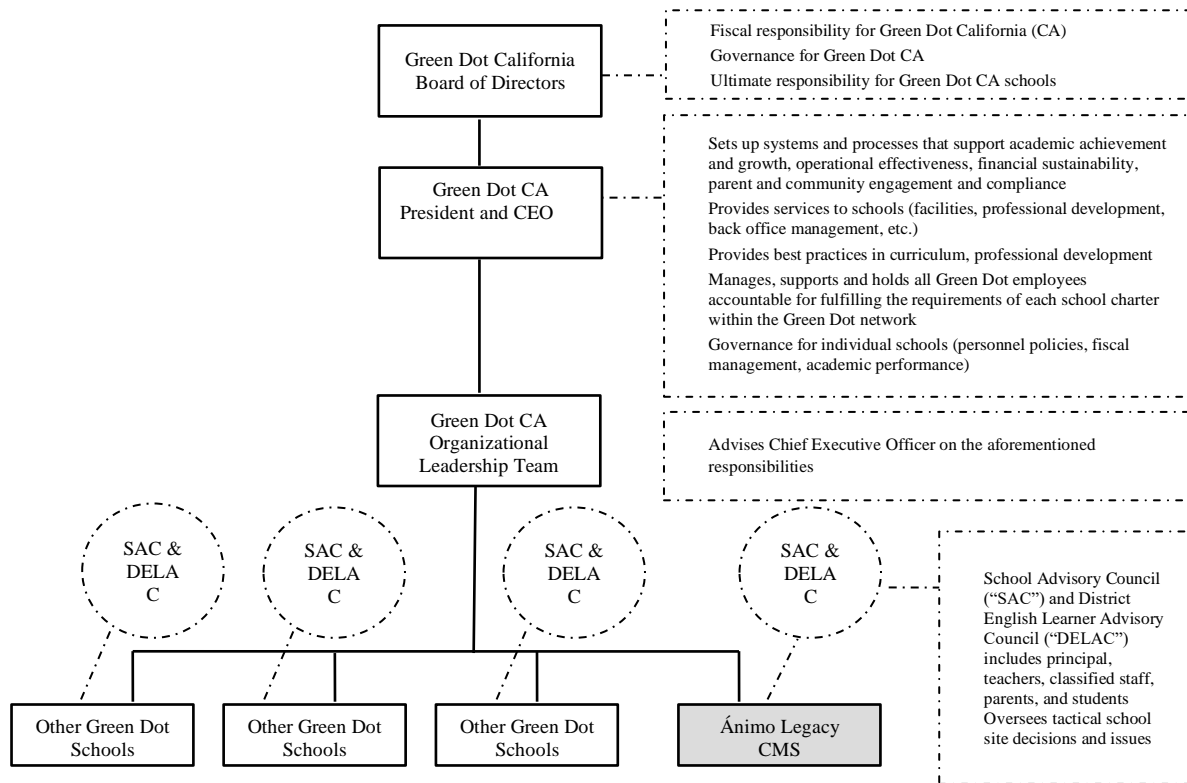 Green Dot California
Board of Directors
Fiscal responsibility for Green Dot California (CA)
Governance for Green Dot CA
Ultimate responsibility for Green Dot CA schools
Green Dot CA
President and CEO
Sets up systems and processes that support academic achievement
and growth, operational effectiveness, financial sustainability,
parent and community engagement and compliance
Provides services to schools (facilities, professional development,
back office management, etc.)
Provides best practices in curriculum, professional development
Manages, supports and holds all Green Dot employees
accountable for fulfilling the requirements of each school charter
within the Green Dot network
Governance for individual schools (personnel policies, fiscal
management, academic performance)
Green Dot CA
Organizational
Leadership Team
Advises Chief Executive Officer on the aforementioned
responsibilities
SAC &
DELA
C
SAC &
DELA
C
SAC &
DELA
C
SAC &
DELA
C
School Advisory Council
(“SAC”) and District
English Learner Advisory
Council (“DELAC”)
includes principal,
teachers, classified staff,
parents, and students
Oversees tactical school
site decisions and issues
Other Green Dot
Schools
Other Green Dot
Schools
Other Green Dot
Schools
Ánimo Legacy
CMS